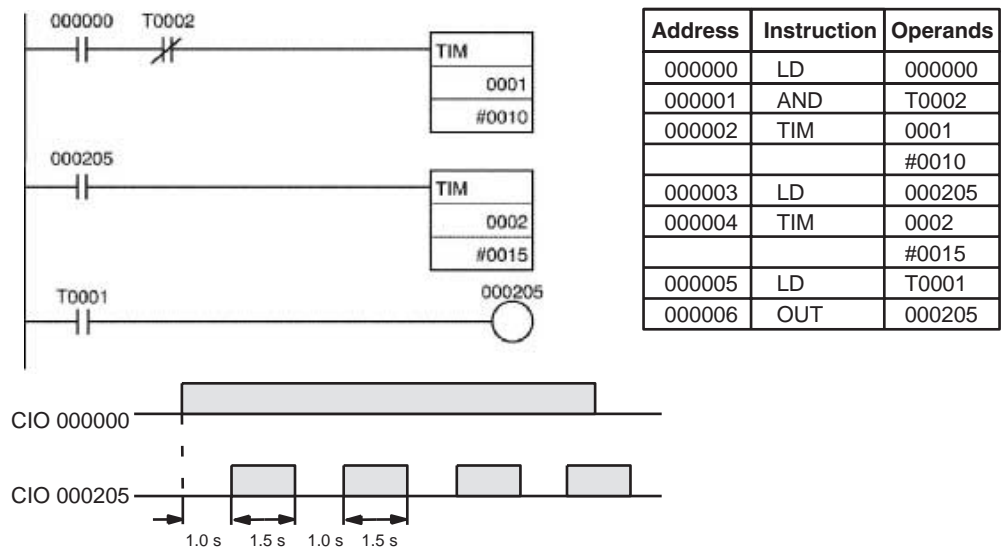 000000 T0002
TIM
0001
#0010
000205
TIM
0002
#0015
T0001 000205
Address Instruction Operands
000000 LD 000000
000001 AND T0002
000002 TIM 0001
#0010
000003 LD 000205
000004 TIM 0002
#0015
000005 LD T0001
000006 OUT 000205
CIO 000000
CIO 000205
1.0 s 1.5 s 1.0 s 1.5 s